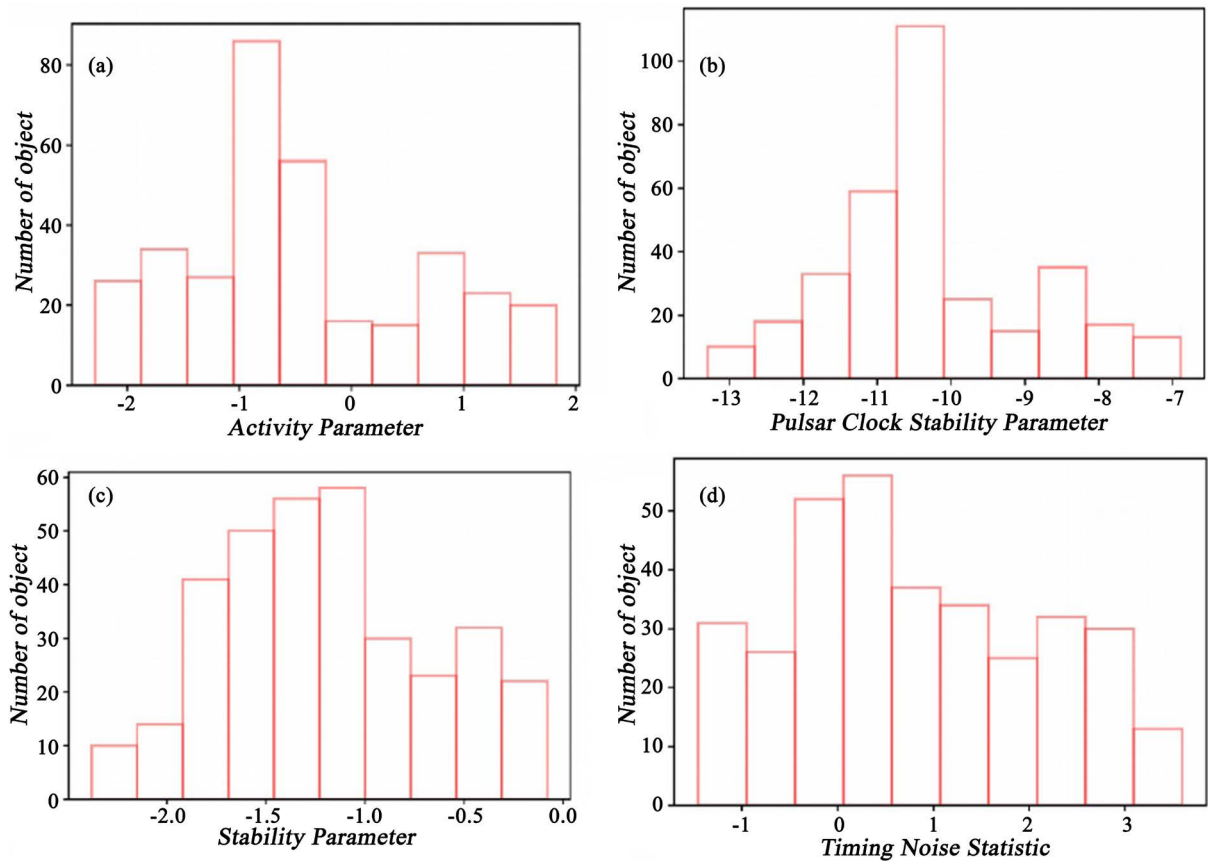 (a)
80
60
40
20
0
Number of object
-2 -1 0 1 2
Activity Parameter
(b)
100
80
60
40
20
0
Number of object
-13 -12 -11 -10 -9 -8 -7
Pulsar Clock Stability Parameter
(c)
60
50
40
30
20
10
0
Number of object
-2.0 -1.5 -1.0 -0.5 0.0
Stability Parameter
(d)
50
40
30
20
10
0
Number of object
-1 0 1 2 3
Timing Noise Statistic